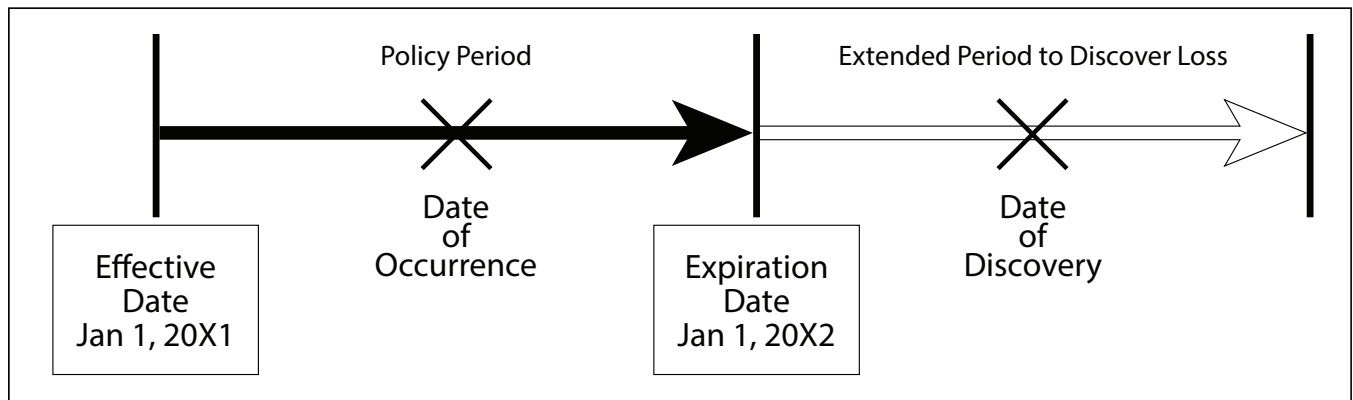 Policy Period
Extended Period to Discover Loss
Date
of
Occurrence
Date
of
Discovery
Effective
Date
Jan 1, 20X1
Expiration
Date
Jan 1, 20X2